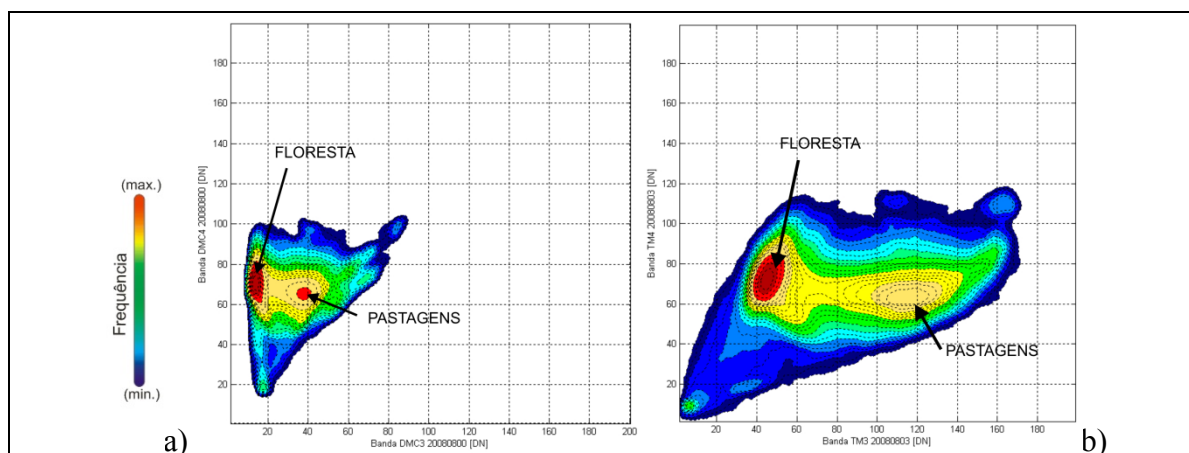 (max.)
Frequência
(min.)
a)
180
160
140
120
100
80
60
40
20
Banda DMC4 20080800 [DN]
FLORESTA
PASTAGENS
20 40 60 80 100 120 140 160 180 200
Banda DMC3 20080800 [DN]
180
160
140
120
100
80
60
40
20
Banda TM4 20080803 [DN]
FLORESTA
PASTAGENS
20 40 60 80 100 120 140 160 180
Banda TM3 20080803 [DN]
b)